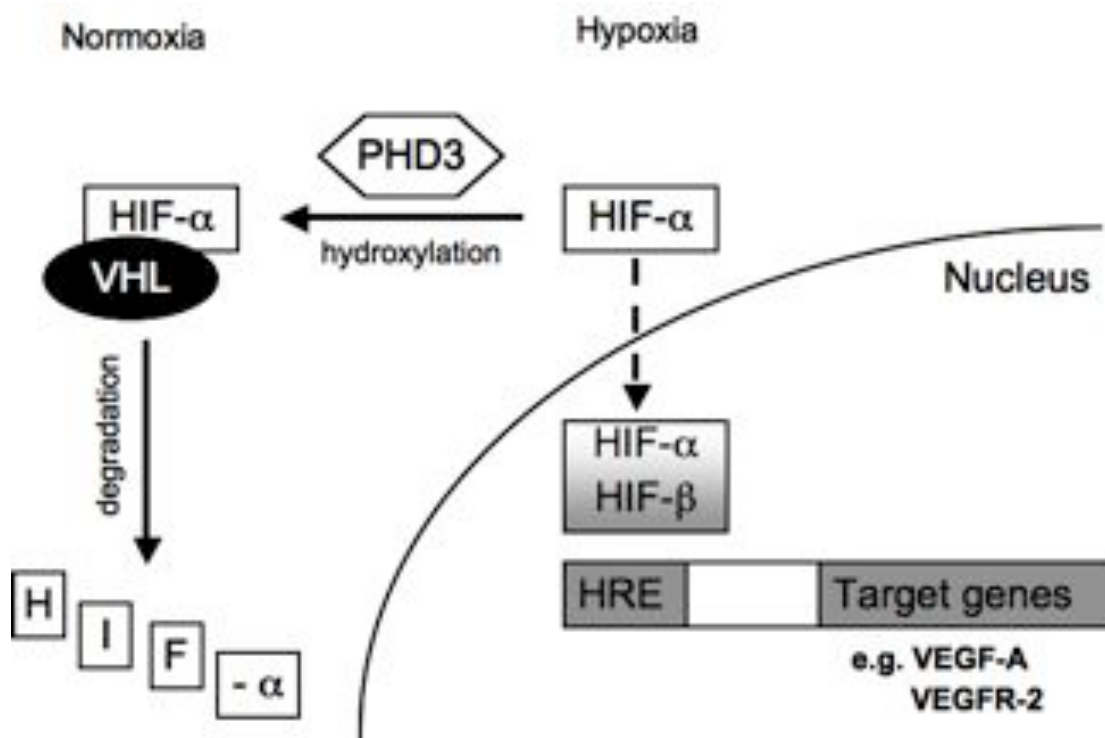 Normoxia
Hypoxia
PHD3
HIF-α
HIF-α
hydroxylation
VHL
Nucleus
degradation
HIF-α
HIF-β
H
I
F
- α
HRE
Target genes
e.g. VEGF-A
VEGFR-2